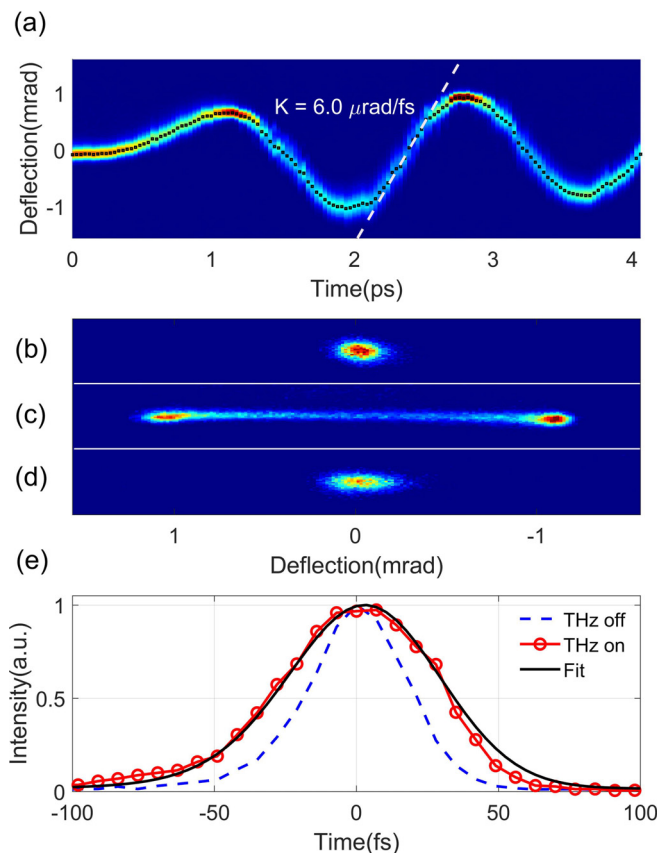 (a)
Deflection(mrad)
1
0
-1
K = 6.0 μrad/fs
0 1 2 3 4
Time(ps)
(b)
(c)
(d)
1 0 -1
Deflection(mrad)
(e)
Intensity(a.u.)
1
0.5
0
THz off
THz on
Fit
-100 -50 0 50 100
Time(fs)